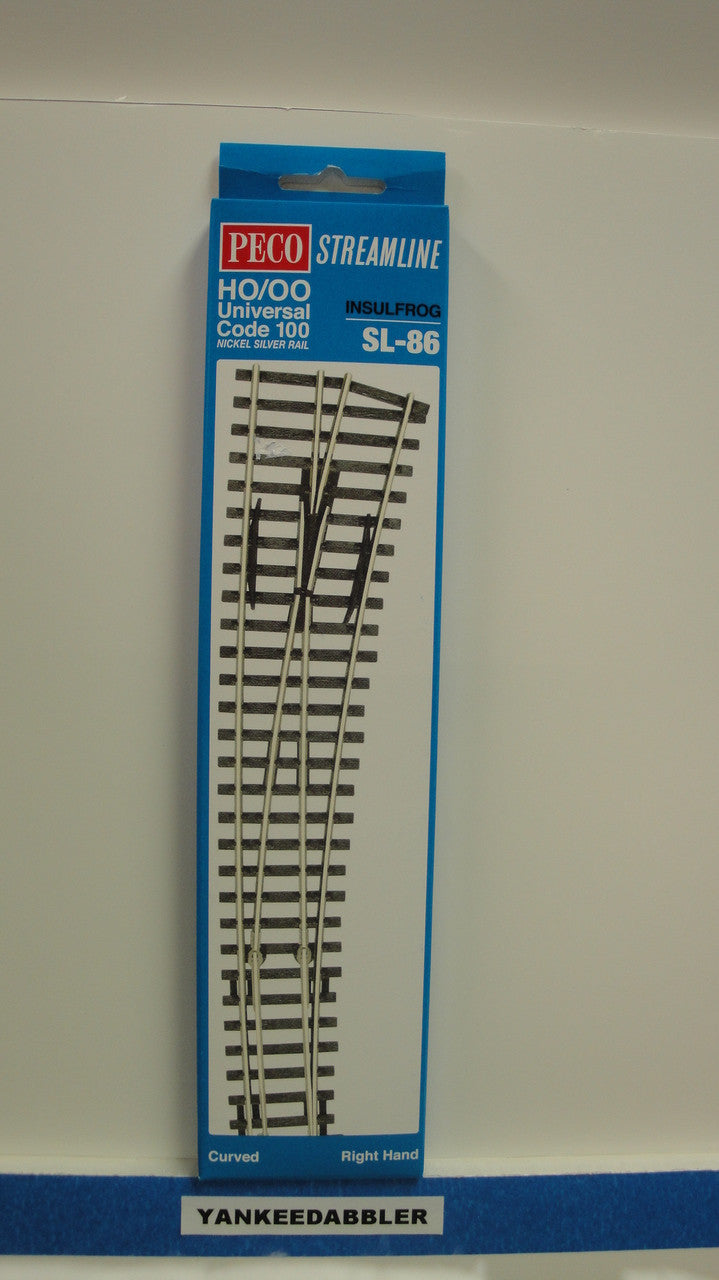 PECO STREAMLINE
HO/OO
Universal
Code 100
NICKEL SILVER RAIL
INSULFROG
SL-86
Curved Right Hand
YANKEEDABBLER